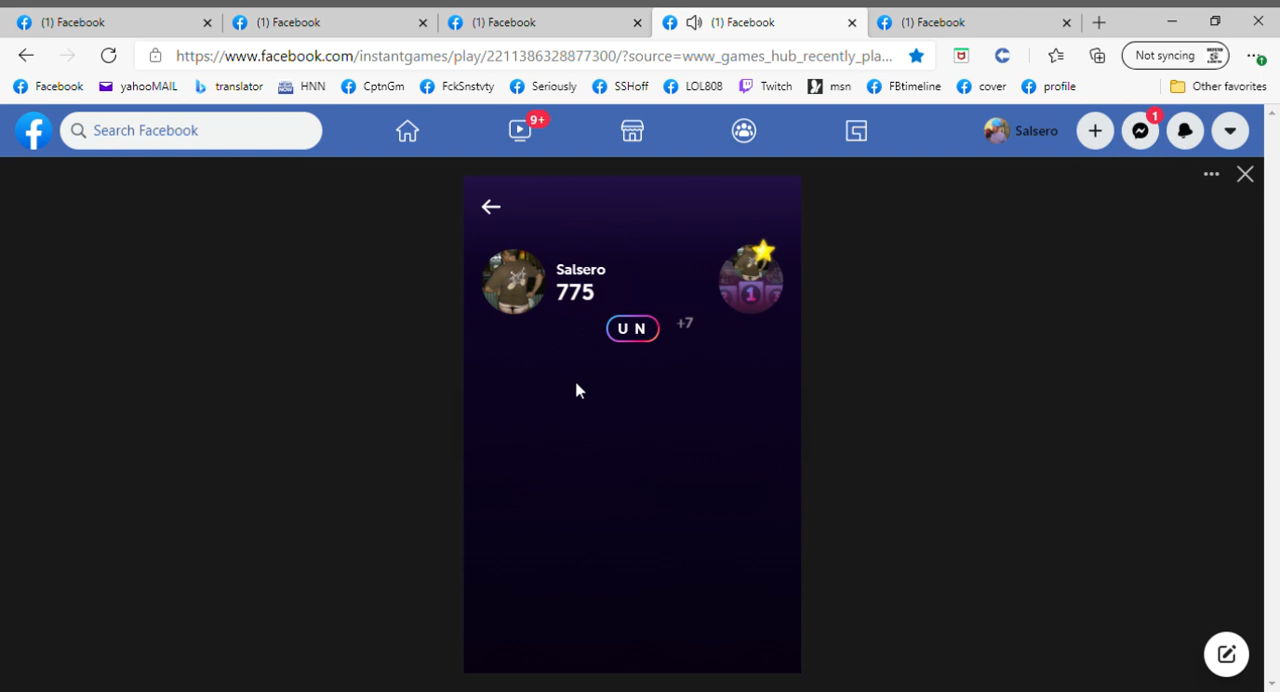 (1) Facebook (1) Facebook (1) Facebook (1) Facebook (1) Facebook
https://www.facebook.com/instantgames/play/2211386328877300/?source=www_games_hub_recently_pla... Not syncing
Facebook yahooMAIL translator HNN CptnGm FckSnstvty Seriously SSHoff LOL808 Twitch msn FBtimeline cover profile Other favorites
Search Facebook 9+ Salsero 1
Salsero
775
1
U N +7